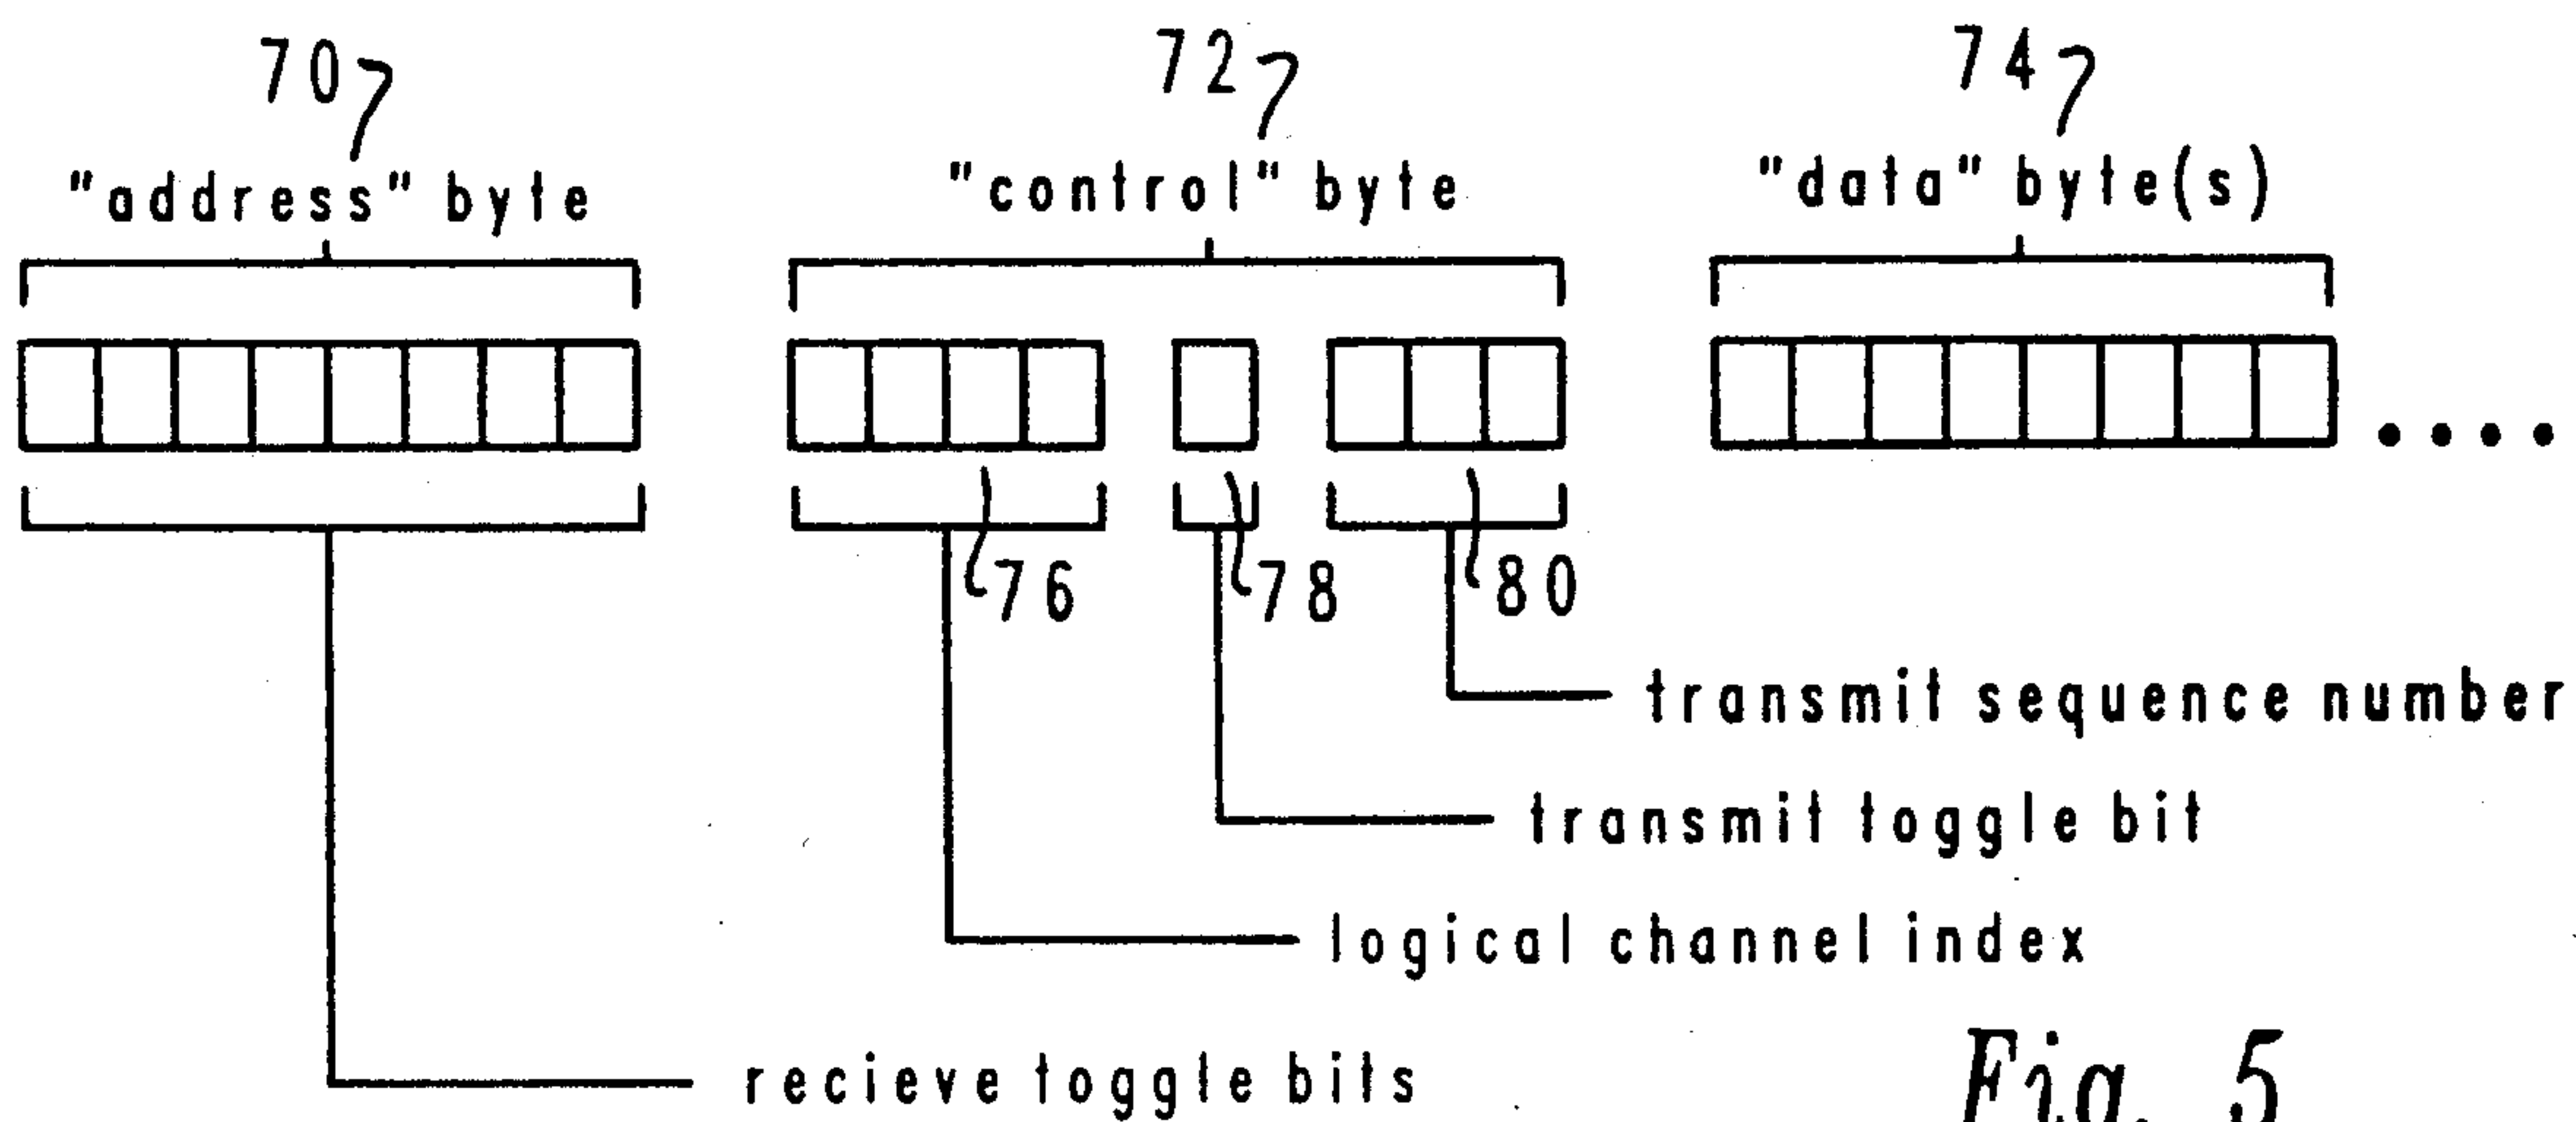 70
72
74
"address" byte
"control" byte
"data" byte(s)
76
78
80
transmit sequence number
transmit toggle bit
logical channel index
recieve toggle bits
Fig. 5